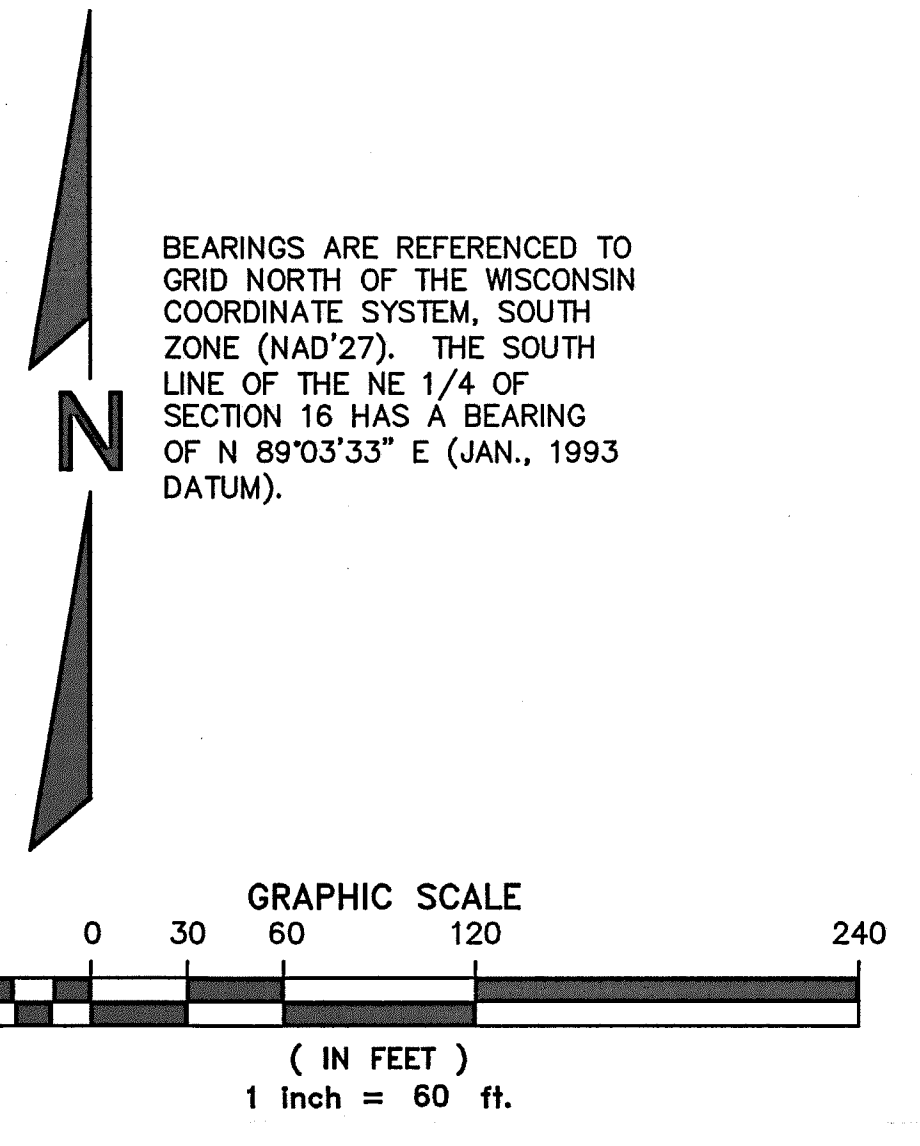 BEARINGS ARE REFERENCED TO
GRID NORTH OF THE WISCONSIN
COORDINATE SYSTEM, SOUTH
ZONE (NAD'27). THE SOUTH
LINE OF THE NE 1/4 OF
SECTION 16 HAS A BEARING
OF N 89°03'33" E (JAN., 1993
DATUM).
N
GRAPHIC SCALE
0 30 60 120 240
( IN FEET )
1 inch = 60 ft.